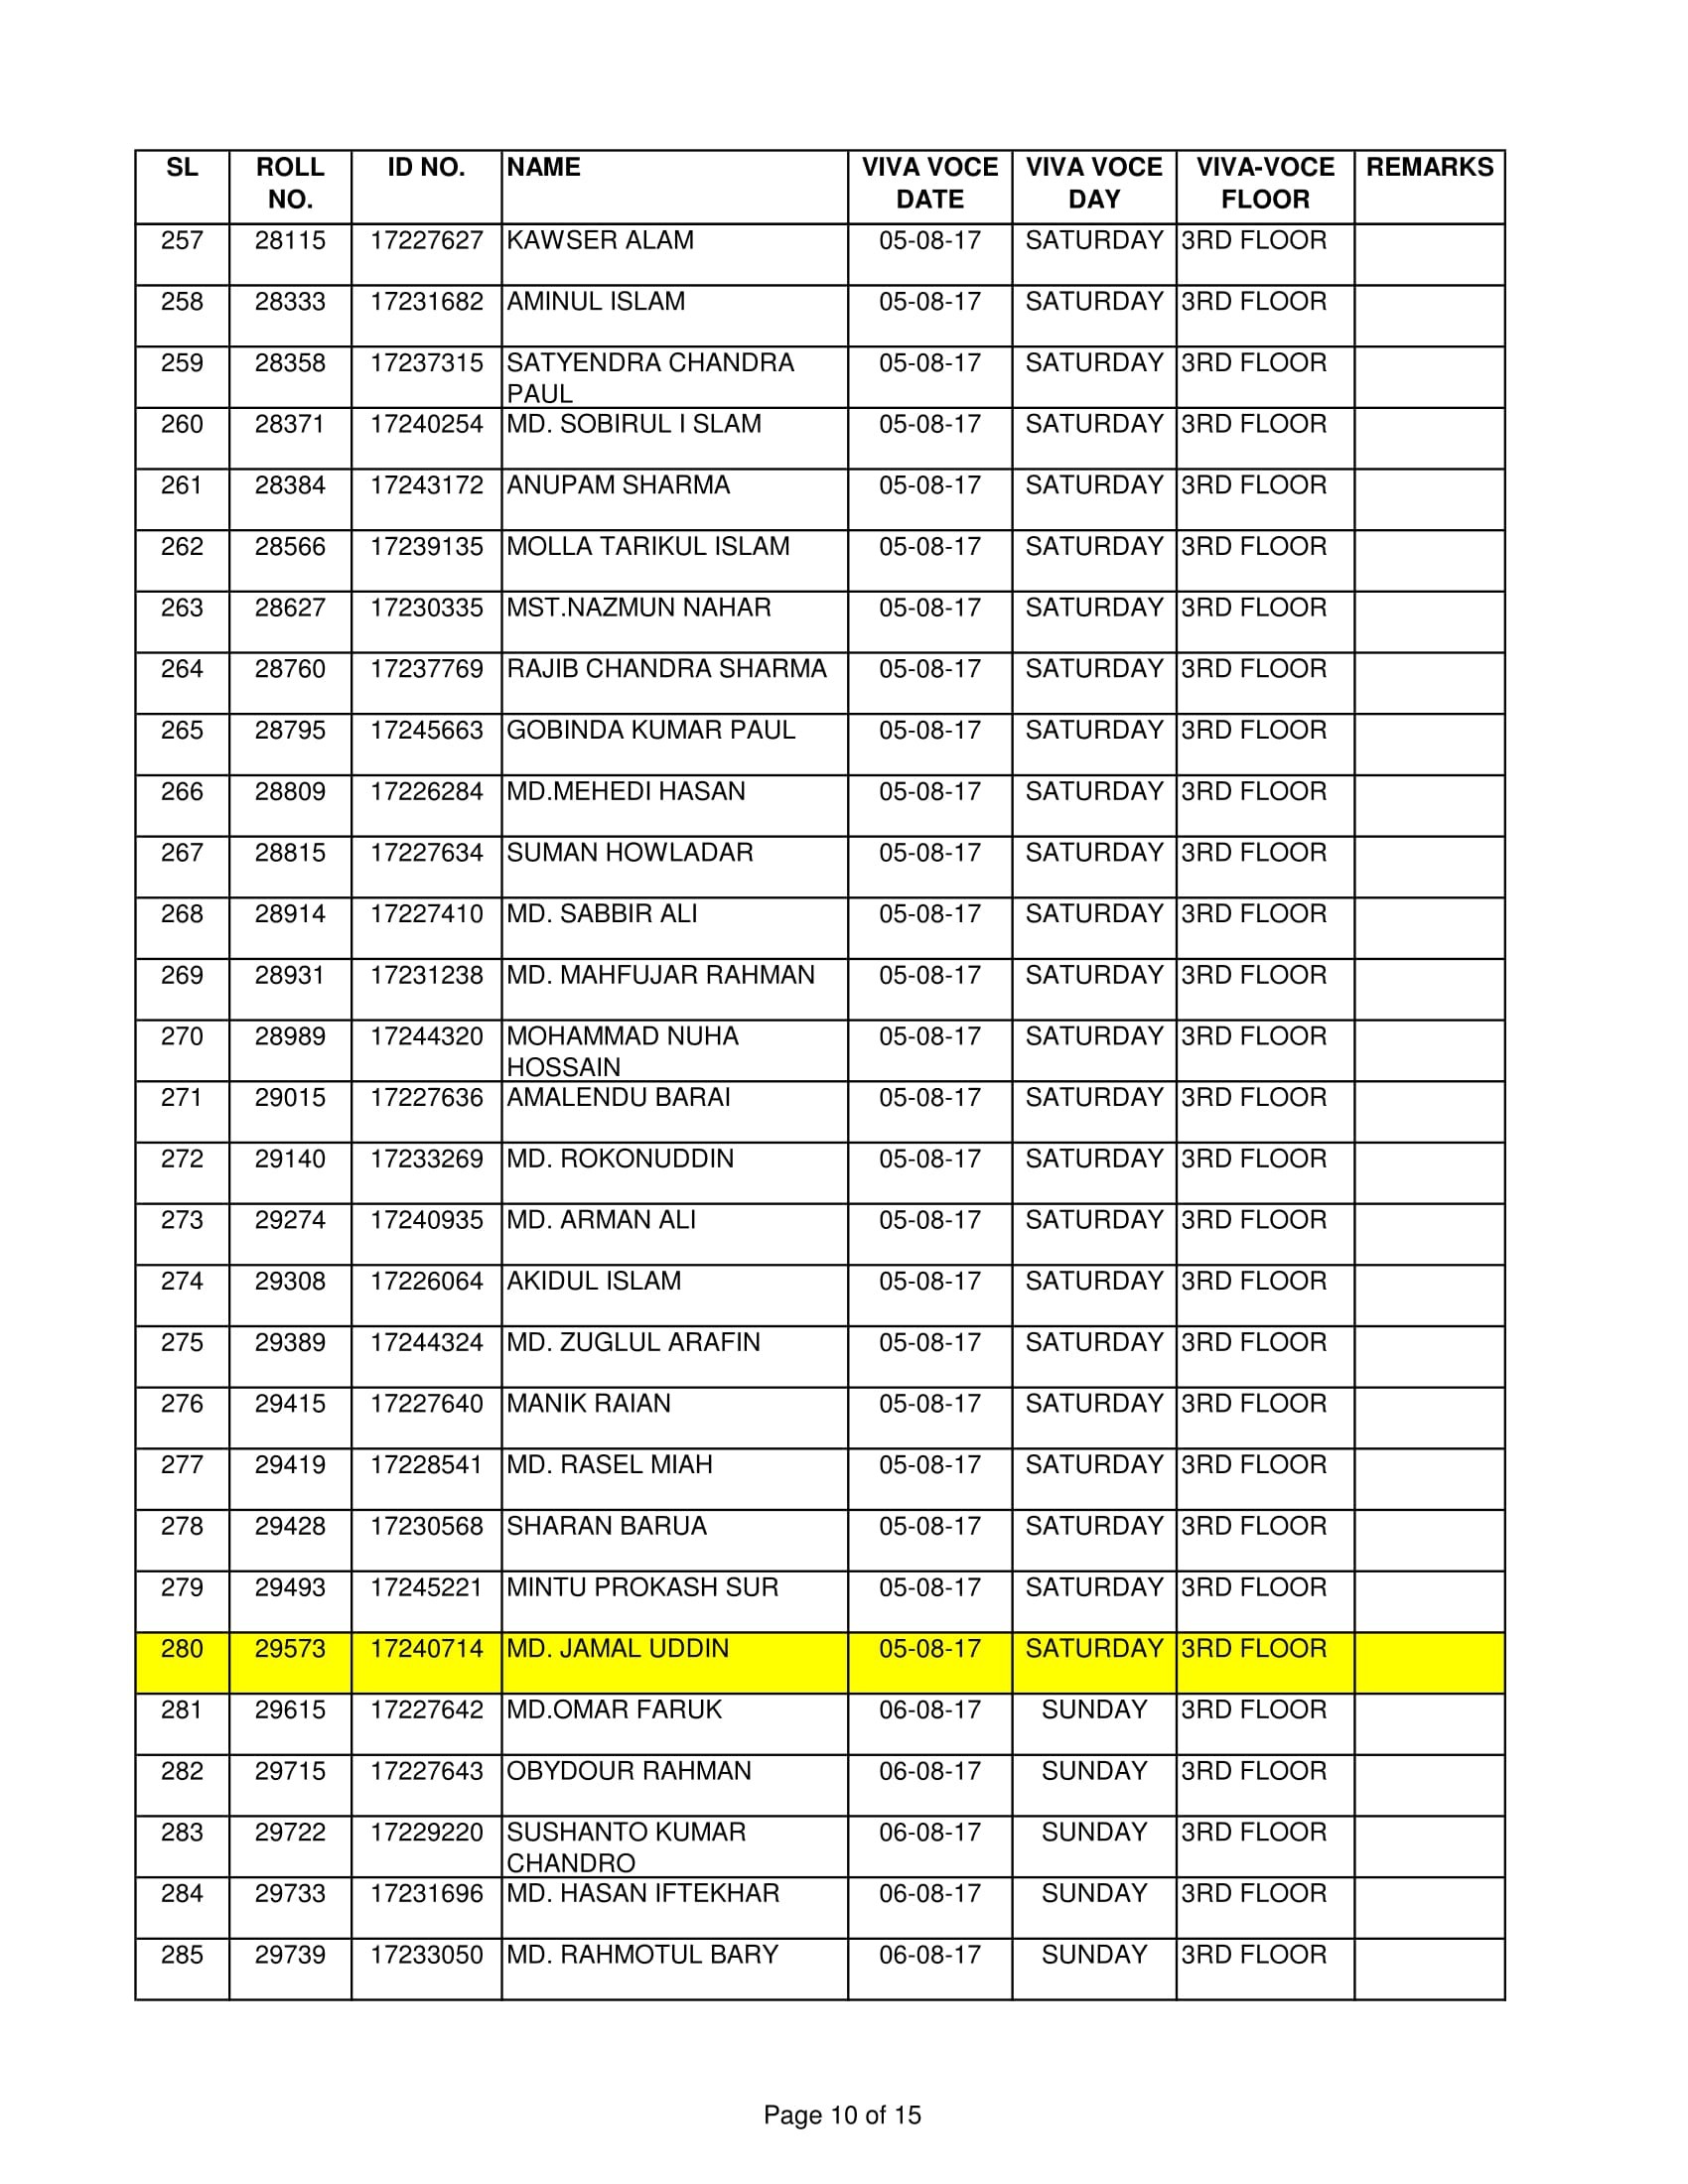 SL ROLL NO. ID NO. NAME VIVA VOCE DATE VIVA VOCE DAY VIVA-VOCE FLOOR REMARKS
257 28115 17227627 KAWSER ALAM 05-08-17 SATURDAY 3RD FLOOR
258 28333 17231682 AMINUL ISLAM 05-08-17 SATURDAY 3RD FLOOR
259 28358 17237315 SATYENDRA CHANDRA PAUL 05-08-17 SATURDAY 3RD FLOOR
260 28371 17240254 MD. SOBIRUL I SLAM 05-08-17 SATURDAY 3RD FLOOR
261 28384 17243172 ANUPAM SHARMA 05-08-17 SATURDAY 3RD FLOOR
262 28566 17239135 MOLLA TARIKUL ISLAM 05-08-17 SATURDAY 3RD FLOOR
263 28627 17230335 MST.NAZMUN NAHAR 05-08-17 SATURDAY 3RD FLOOR
264 28760 17237769 RAJIB CHANDRA SHARMA 05-08-17 SATURDAY 3RD FLOOR
265 28795 17245663 GOBINDA KUMAR PAUL 05-08-17 SATURDAY 3RD FLOOR
266 28809 17226284 MD.MEHEDI HASAN 05-08-17 SATURDAY 3RD FLOOR
267 28815 17227634 SUMAN HOWLADAR 05-08-17 SATURDAY 3RD FLOOR
268 28914 17227410 MD. SABBIR ALI 05-08-17 SATURDAY 3RD FLOOR
269 28931 17231238 MD. MAHFUJAR RAHMAN 05-08-17 SATURDAY 3RD FLOOR
270 28989 17244320 MOHAMMAD NUHA HOSSAIN 05-08-17 SATURDAY 3RD FLOOR
271 29015 17227636 AMALENDU BARAI 05-08-17 SATURDAY 3RD FLOOR
272 29140 17233269 MD. ROKONUDDIN 05-08-17 SATURDAY 3RD FLOOR
273 29274 17240935 MD. ARMAN ALI 05-08-17 SATURDAY 3RD FLOOR
274 29308 17226064 AKIDUL ISLAM 05-08-17 SATURDAY 3RD FLOOR
275 29389 17244324 MD. ZUGLUL ARAFIN 05-08-17 SATURDAY 3RD FLOOR
276 29415 17227640 MANIK RAIAN 05-08-17 SATURDAY 3RD FLOOR
277 29419 17228541 MD. RASEL MIAH 05-08-17 SATURDAY 3RD FLOOR
278 29428 17230568 SHARAN BARUA 05-08-17 SATURDAY 3RD FLOOR
279 29493 17245221 MINTU PROKASH SUR 05-08-17 SATURDAY 3RD FLOOR
280 29573 17240714 MD. JAMAL UDDIN 05-08-17 SATURDAY 3RD FLOOR
281 29615 17227642 MD.OMAR FARUK 06-08-17 SUNDAY 3RD FLOOR
282 29715 17227643 OBYDOUR RAHMAN 06-08-17 SUNDAY 3RD FLOOR
283 29722 17229220 SUSHANTO KUMAR CHANDRO 06-08-17 SUNDAY 3RD FLOOR
284 29733 17231696 MD. HASAN IFTEKHAR 06-08-17 SUNDAY 3RD FLOOR
285 29739 17233050 MD. RAHMOTUL BARY 06-08-17 SUNDAY 3RD FLOOR
Page 10 of 15